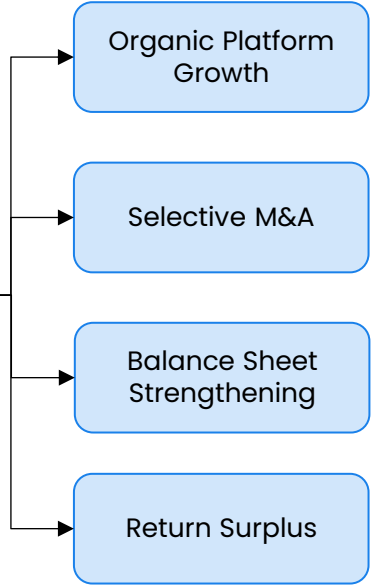 Organic Platform
Growth
Selective M&A
Balance Sheet
Strengthening
Return Surplus